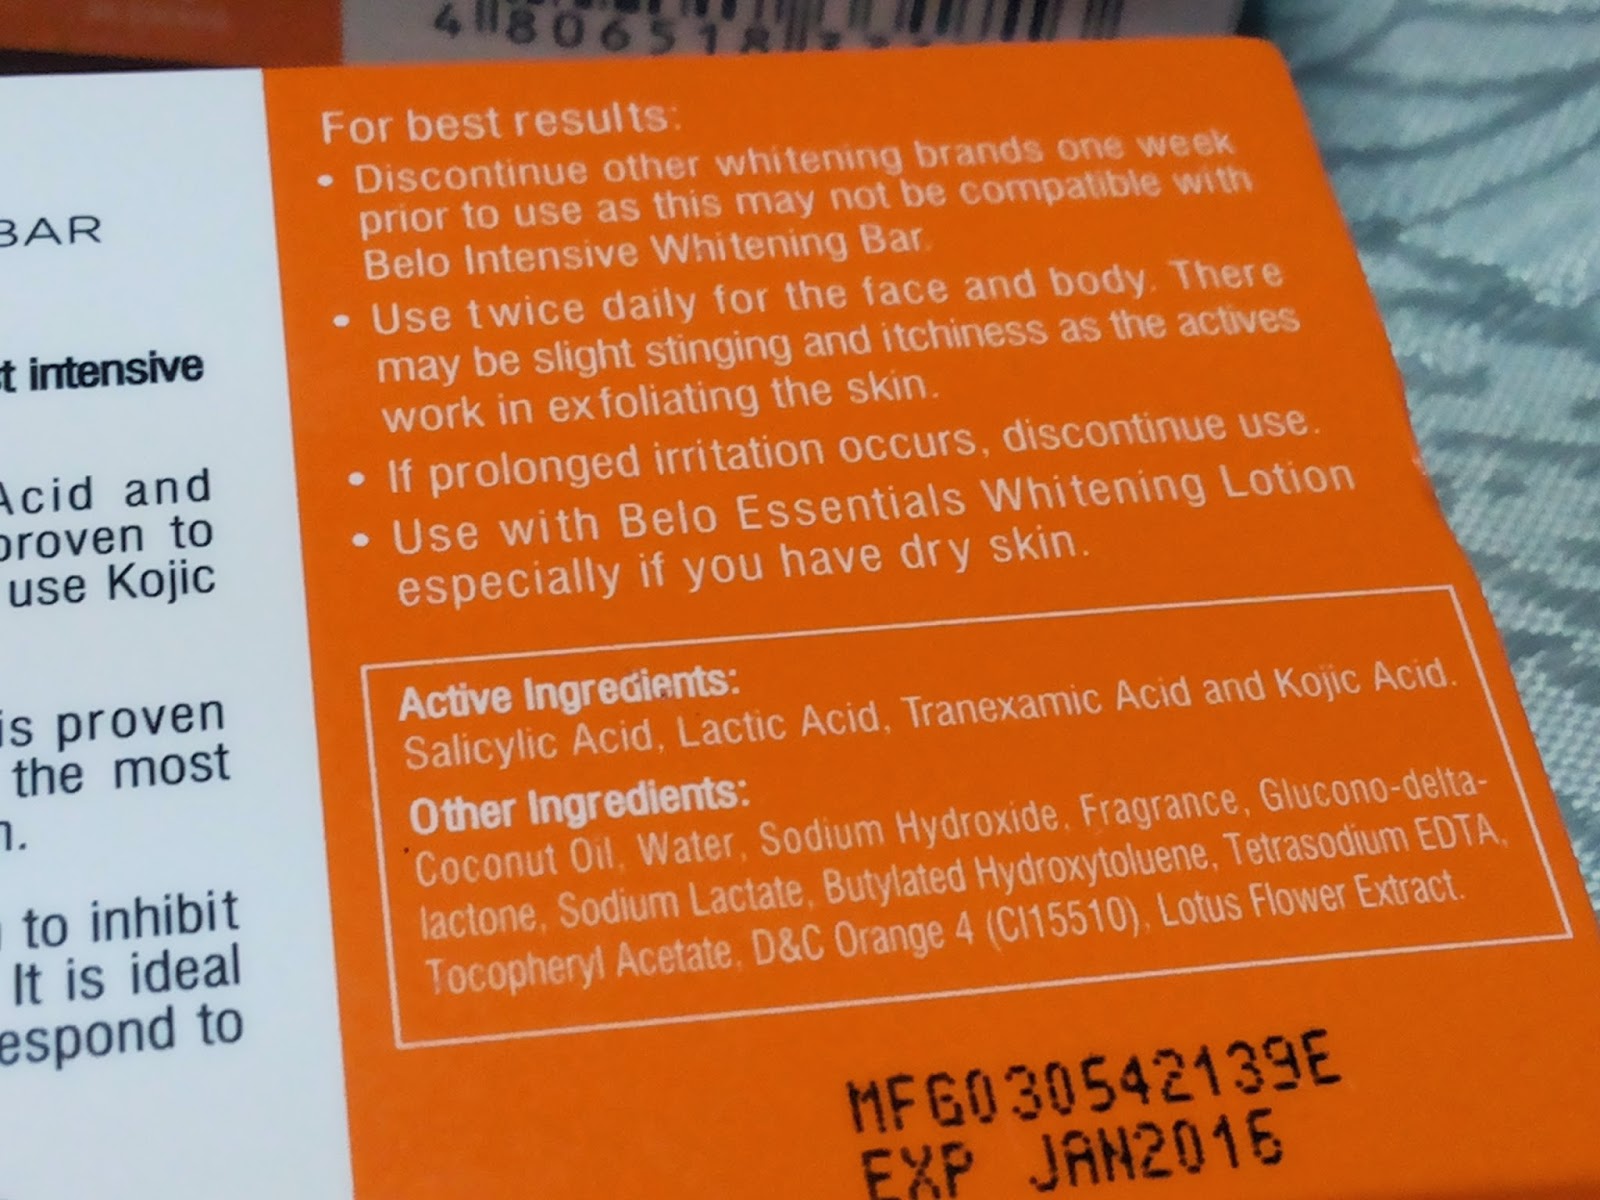 4 806518
BAR
t intensive
Acid and
proven to
use Kojic
is proven
the most
n.
to inhibit
It is ideal
espond to
For best results:
• Discontinue other whitening brands one week
prior to use as this may not be compatible with
Belo Intensive Whitening Bar.
• Use twice daily for the face and body. There
may be slight stinging and itchiness as the actives
work in exfoliating the skin.
• If prolonged irritation occurs, discontinue use.
• Use with Belo Essentials Whitening Lotion
especially if you have dry skin.
Active Ingredients:
Salicylic Acid, Lactic Acid, Tranexamic Acid and Kojic Acid.
Other Ingredients:
Coconut Oil, Water, Sodium Hydroxide, Fragrance, Glucono-delta-
lactone, Sodium Lactate, Butylated Hydroxytoluene, Tetrasodium EDTA,
Tocopheryl Acetate, D&C Orange 4 (CI15510), Lotus Flower Extract.
MFG030542139E
EXP JAN2016